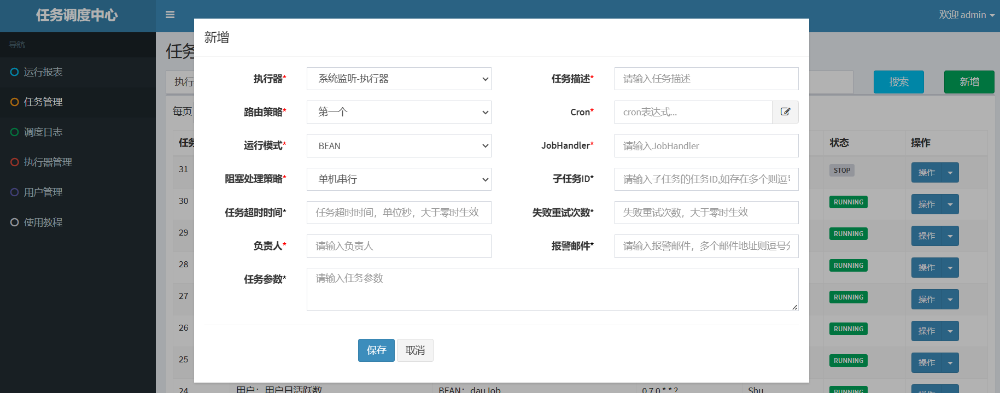 任务调度中心
欢迎 admin
导航
运行报表
任务管理
调度日志
执行器管理
用户管理
使用教程
任务
执行
搜索
新增
每页
任务
状态
操作
31
STOP
操作
30
RUNNING
操作
29
RUNNING
操作
28
RUNNING
操作
27
RUNNING
操作
26
RUNNING
操作
25
RUNNING
操作
24
用户：用户日活跃数
BEAN：dauJob
0 7 0 * * ?
Shu
RUNNING
操作
新增
执行器*
系统监听-执行器
任务描述*
请输入任务描述
路由策略*
第一个
Cron*
cron表达式...
运行模式*
BEAN
JobHandler*
请输入JobHandler
阻塞处理策略*
单机串行
子任务ID*
请输入子任务的任务ID,如存在多个则逗
任务超时时间*
任务超时时间，单位秒，大于零时生效
失败重试次数*
失败重试次数，大于零时生效
负责人*
请输入负责人
报警邮件*
请输入报警邮件，多个邮件地址则逗号
任务参数*
请输入任务参数
保存
取消